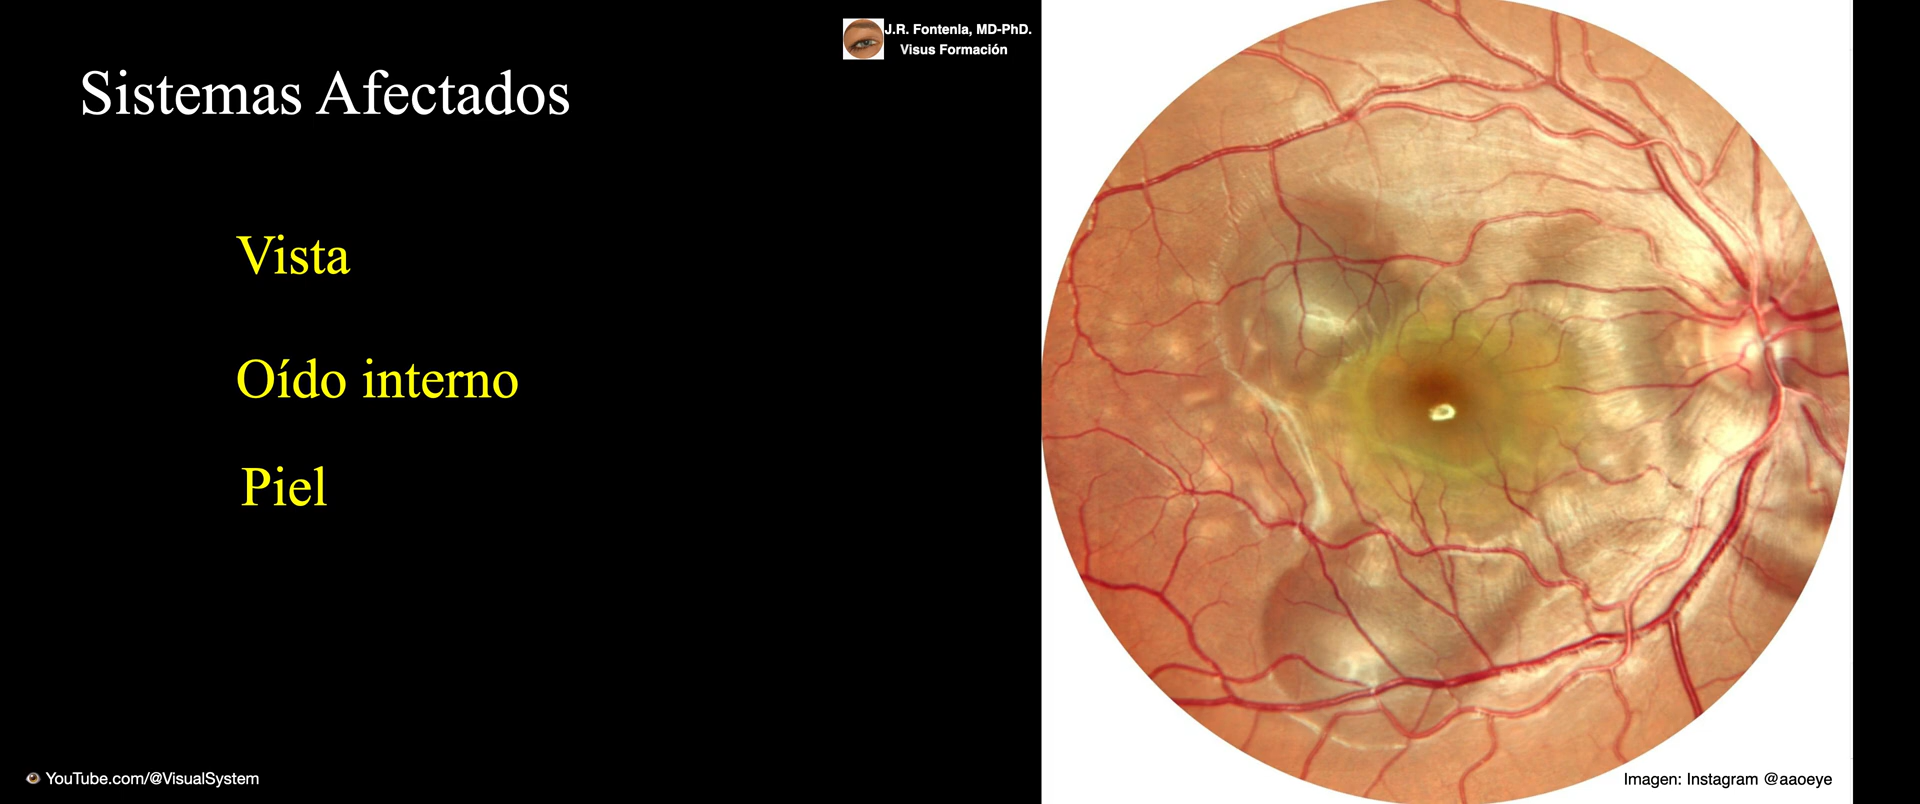 J.R. Fontenla, MD-PhD.
Visus Formación
Sistemas Afectados
Vista
Oído interno
Piel
YouTube.com/@VisualSystem
Imagen: Instagram @aaoeye